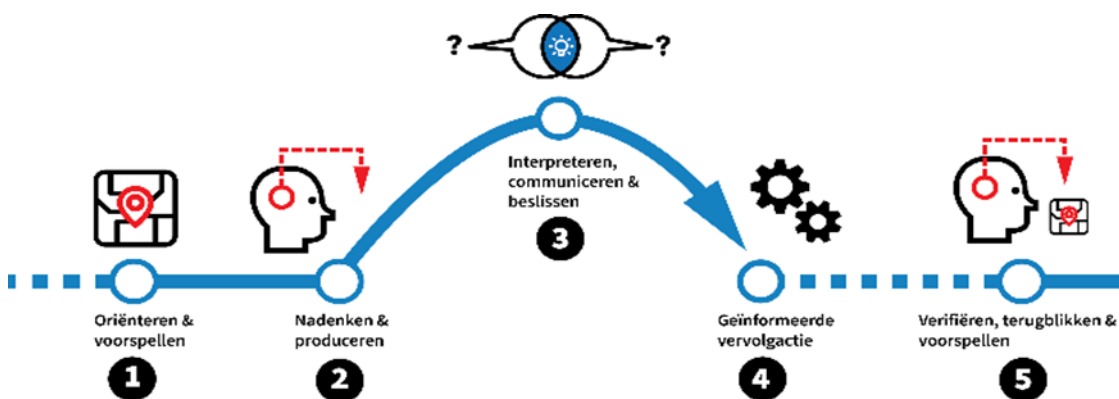 ? ?
Interpreteren,
communiceren &
beslissen
3
Oriënteren &
voorspellen
1
Nadenken &
produceren
2
Geïnformeerde
vervolgactie
4
Verifiëren, terugblikken &
voorspellen
5